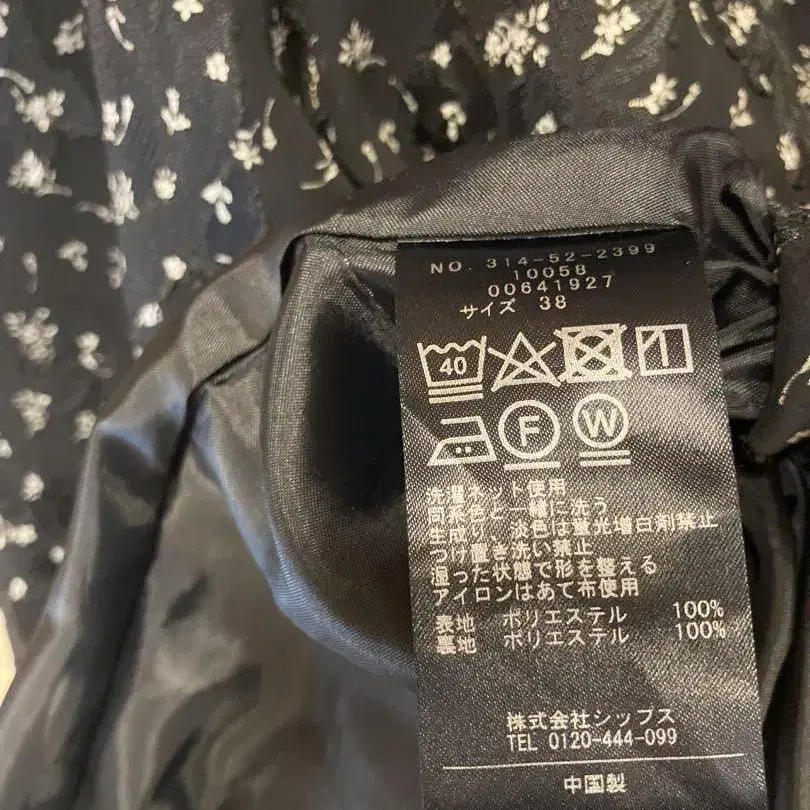 NO. 314-52-2399
10058
00641927
サイズ 38
40
F
W
洗濯ネット使用
同系色と一緒に洗う
生成り、淡色は蛍光増白剤禁止
つけ置き洗い禁止
湿った状態で形を整える
アイロンはあて布使用
表地 ポリエステル 100%
裏地 ポリエステル 100%
株式会社シップス
TEL 0120-444-099
中国製